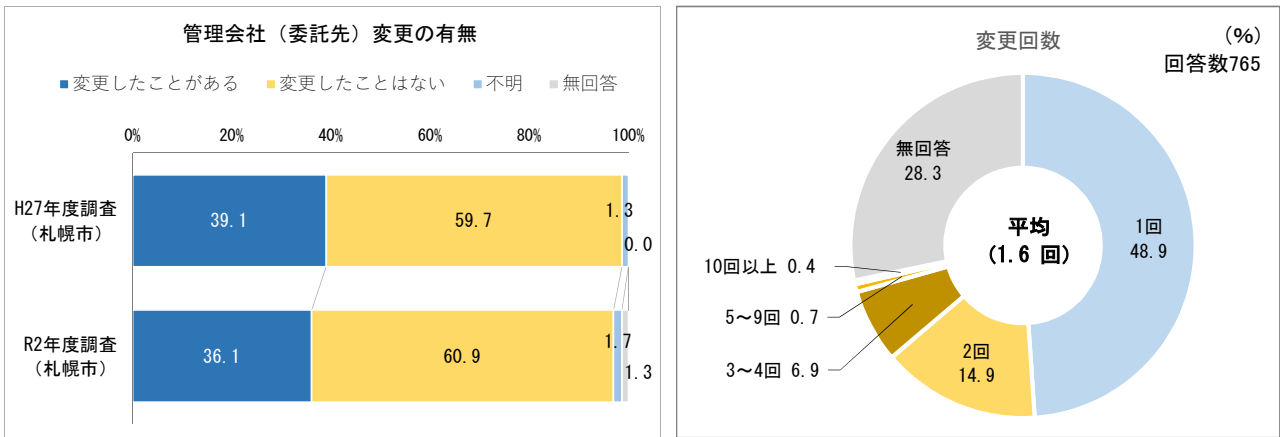 管理会社（委託先）変更の有無
変更したことがある 変更したことはない 不明 無回答
0% 20% 40% 60% 80% 100%
H27年度調査
（札幌市）
39.1 59.7 1.3
0.0
R2年度調査
（札幌市）
36.1 60.9 1.7
1.3
変更回数
(%)
回答数765
無回答
28.3
1回
48.9
平均
(1.6 回)
10回以上 0.4
5～9回 0.7
3～4回 6.9
2回
14.9